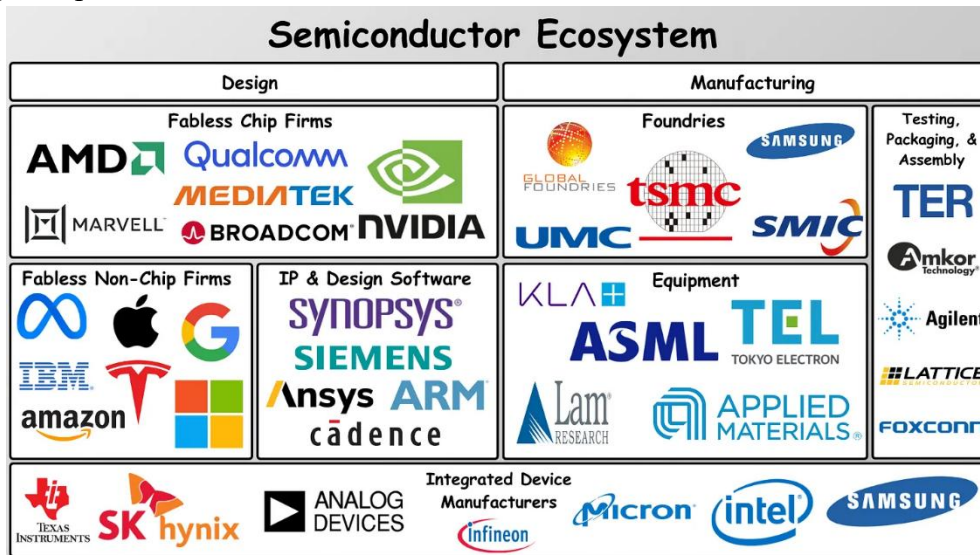 Semiconductor Ecosystem
Design
Manufacturing
Fabless Chip Firms
AMD
Qualcomm
MEDIATEK
MARVELL
BROADCOM
NVIDIA
Foundries
GLOBAL
FOUNDRIES
tsmc
SAMSUNG
UMC
SMIC
Testing,
Packaging, &
Assembly
TER
Amkor
Technology®
Agilent
LATTICE
SEMICONDUCTOR
FOXCONN
Fabless Non-Chip Firms
IBM
amazon
IP & Design Software
SYNOPSYS®
SIEMENS
Ansys
ARM
cādence
Equipment
KLA
ASML
TEL
TOKYO ELECTRON
Lam
RESEARCH
APPLIED
MATERIALS®
Integrated Device
Manufacturers
TEXAS
INSTRUMENTS
SK hynix
ANALOG
DEVICES
infineon
Micron
intel
SAMSUNG